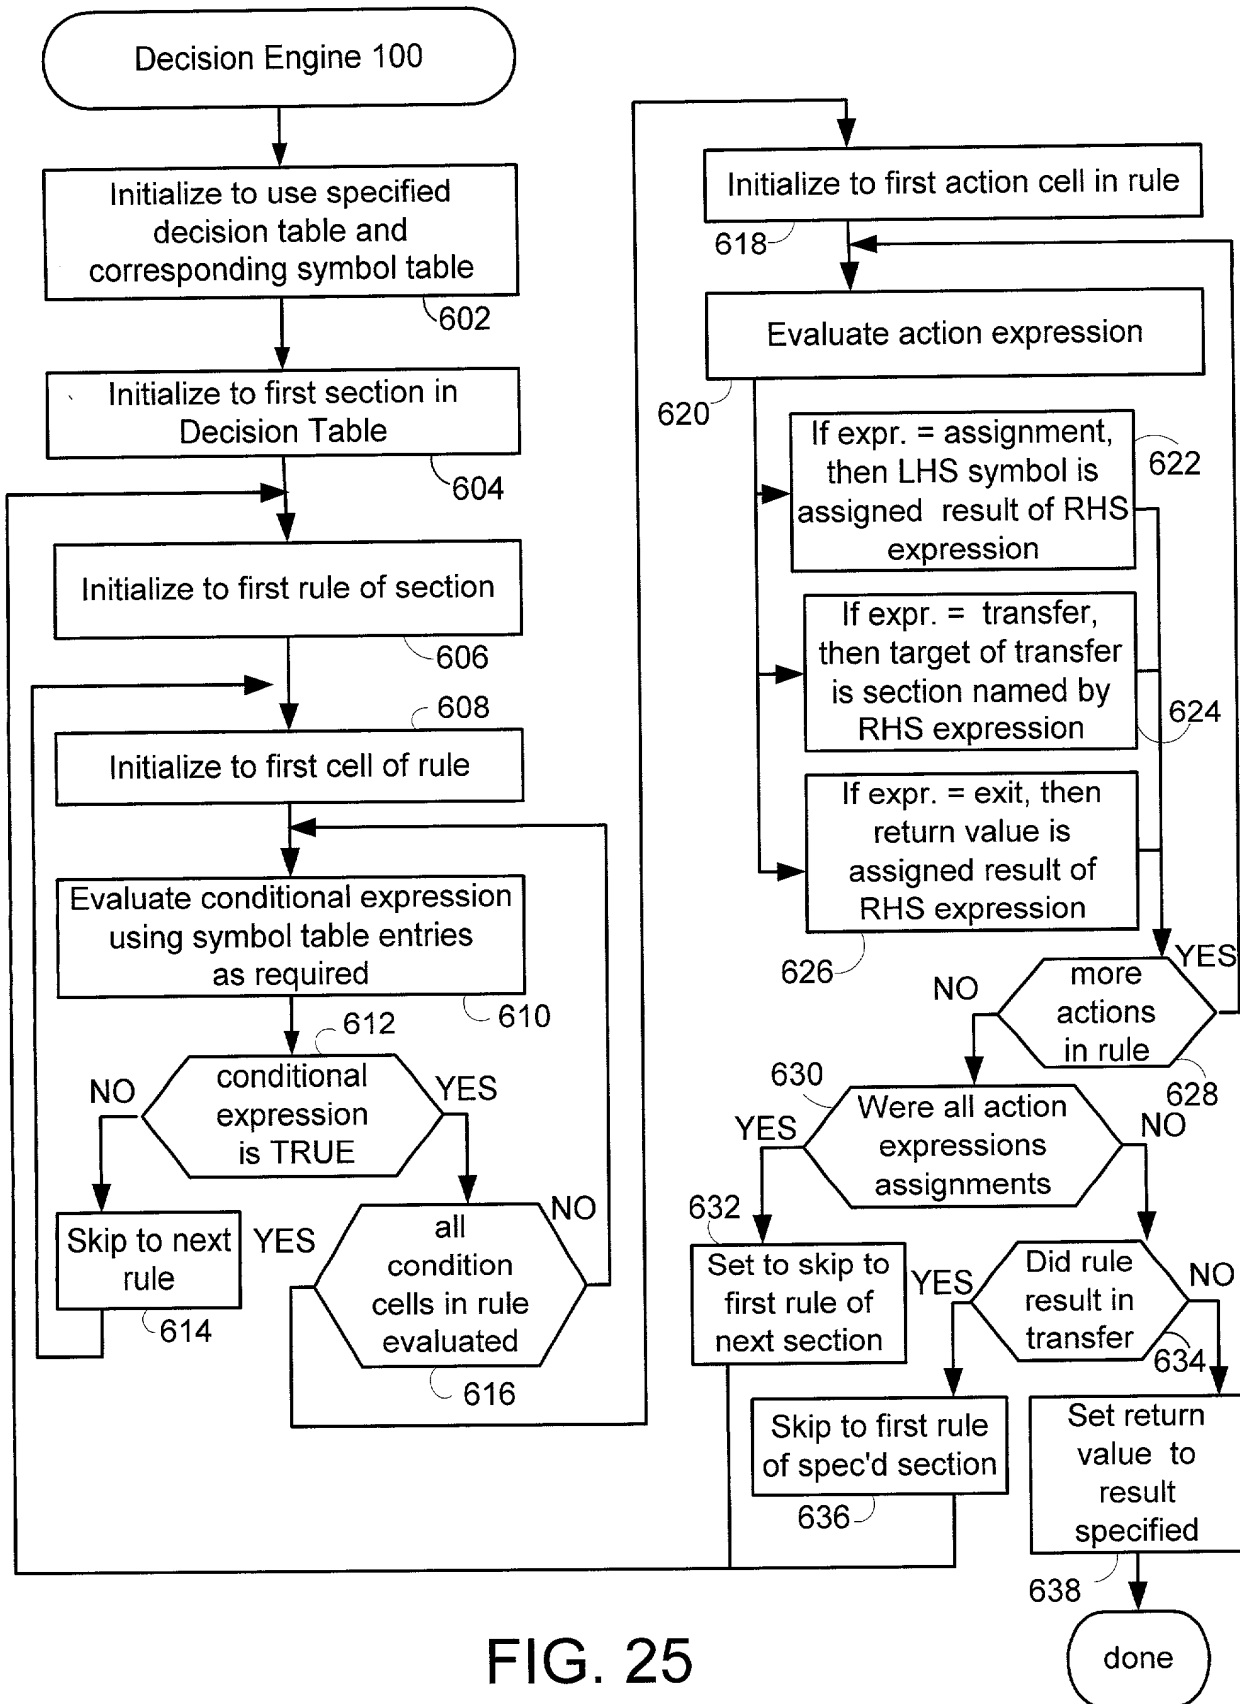 Decision Engine 100
Initialize to use specified
decision table and
corresponding symbol table
602
Initialize to first section in
Decision Table
604
Initialize to first rule of section
606
608
Initialize to first cell of rule
Evaluate conditional expression
using symbol table entries
as required
610
612
NO
conditional
expression
is TRUE
YES
Skip to next
rule
614
YES
all
condition
cells in rule
evaluated
NO
616
Initialize to first action cell in rule
618
Evaluate action expression
620
If expr. = assignment,
then LHS symbol is
assigned result of RHS
expression
622
If expr. = transfer,
then target of transfer
is section named by
RHS expression
624
If expr. = exit, then
return value is
assigned result of
RHS expression
626
NO
more
actions
in rule
YES
628
630
YES
Were all action
expressions
assignments
NO
632
Set to skip to
first rule of
next section
YES
Did rule
result in
transfer
NO
634
Skip to first rule
of spec'd section
636
Set return
value to
result
specified
638
done
FIG. 25